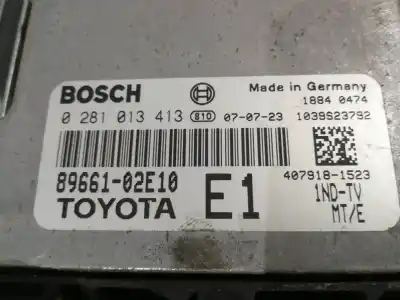 BOSCH
Made in Germany
1884 0474
0 281 013 413 810 07-07-23 1039S23792
407918-1523
89661-02E10
E1
1ND-TV
TOYOTA
MT/E